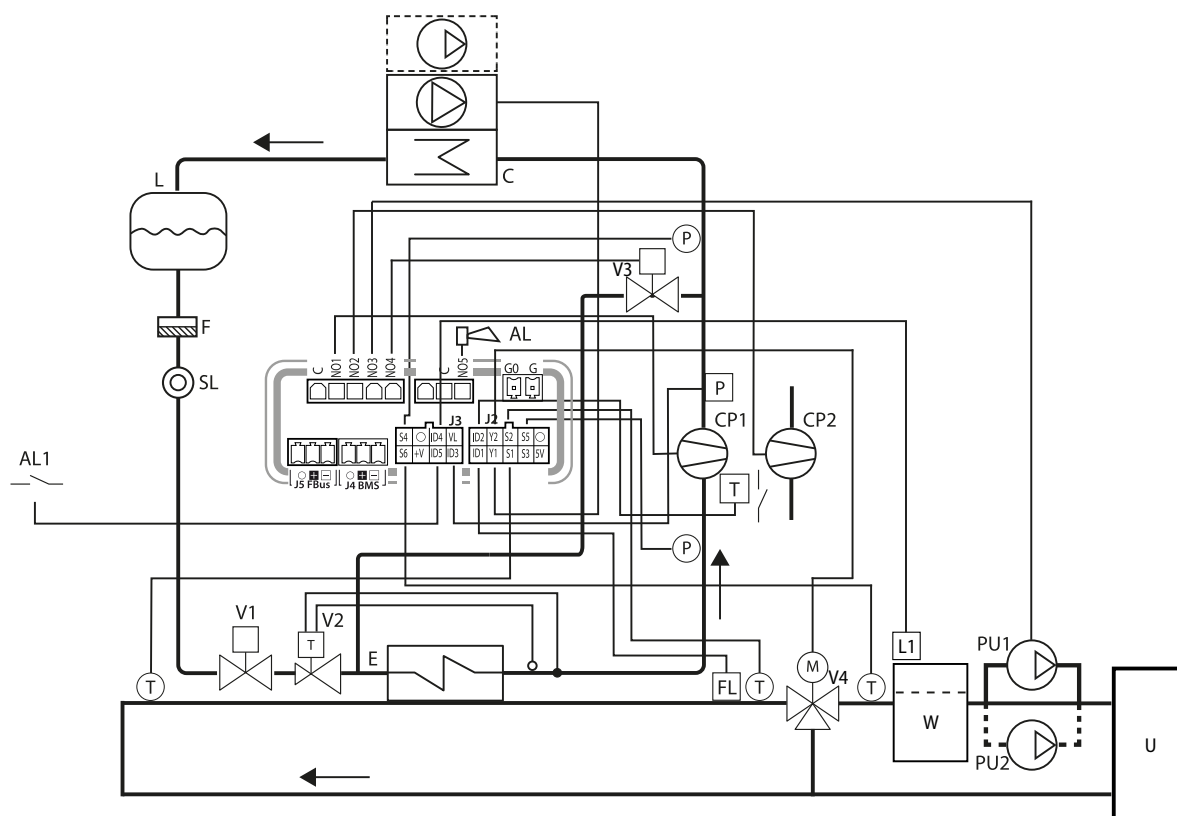 C
L
P
V3
F
AL
SL
C
NO1
NO2
NO3
NO4
C
NO5
G0
G
P
CP1
CP2
J3
J2
S4
ID4
VL
ID2
Y2
S2
S5
S6
+V
ID5
ID3
ID1
Y1
S1
S3
5V
AL1
T
J5 FBus
J4 BMS
P
V1
V2
T
E
L1
PU1
T
FL
T
M
V4
T
W
PU2
U